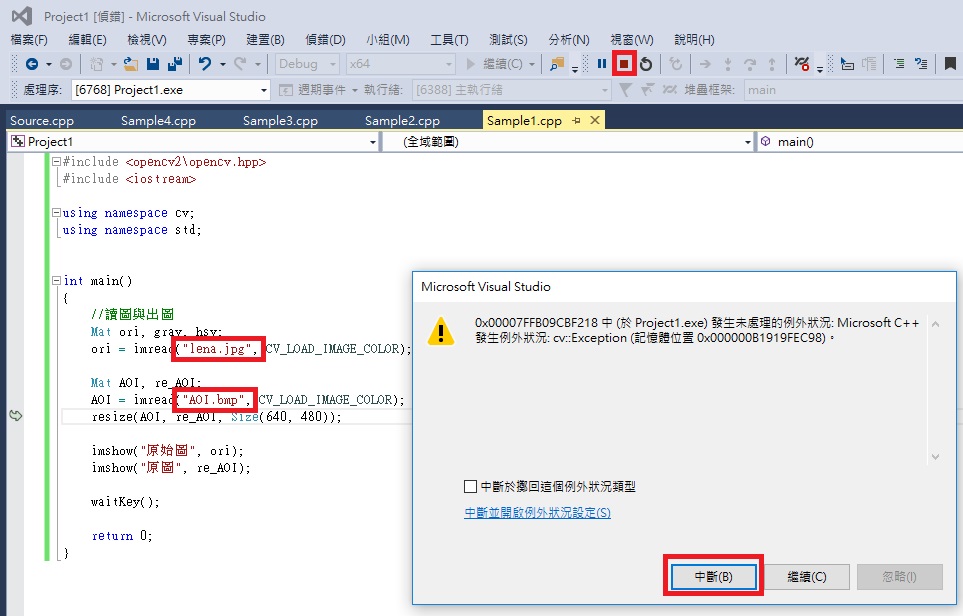 Project1 [偵錯] - Microsoft Visual Studio
檔案(F) 編輯(E) 檢視(V) 專案(P) 建置(B) 偵錯(D) 小組(M) 工具(T) 測試(S) 分析(N) 視窗(W) 說明(H)
Debug x64 繼續(C)
處理序: [6768] Project1.exe 週期事件 執行緒: [6388] 主執行緒 堆疊框架: main
Source.cpp Sample4.cpp Sample3.cpp Sample2.cpp Sample1.cpp
Project1 (全域範圍) main()
#include <opencv2\opencv.hpp>
#include <iostream>
using namespace cv;
using namespace std;
int main()
{
//讀圖與出圖
Mat ori, gray, hsv;
ori = imread("lena.jpg", CV_LOAD_IMAGE_COLOR);
Mat AOI, re_AOI;
AOI = imread("AOI.bmp", CV_LOAD_IMAGE_COLOR);
resize(AOI, re_AOI, Size(640, 480));
imshow("原始圖", ori);
imshow("原圖", re_AOI);
waitKey();
return 0;
}
Microsoft Visual Studio
0x00007FFB09CBF218 中 (於 Project1.exe) 發生未處理的例外狀況: Microsoft C++
發生例外狀況: cv::Exception (記憶體位置 0x000000B1919FEC98)。
中斷於擲回這個例外狀況類型
中斷並開啟例外狀況設定(S)
中斷(B) 繼續(C) 忽略(I)